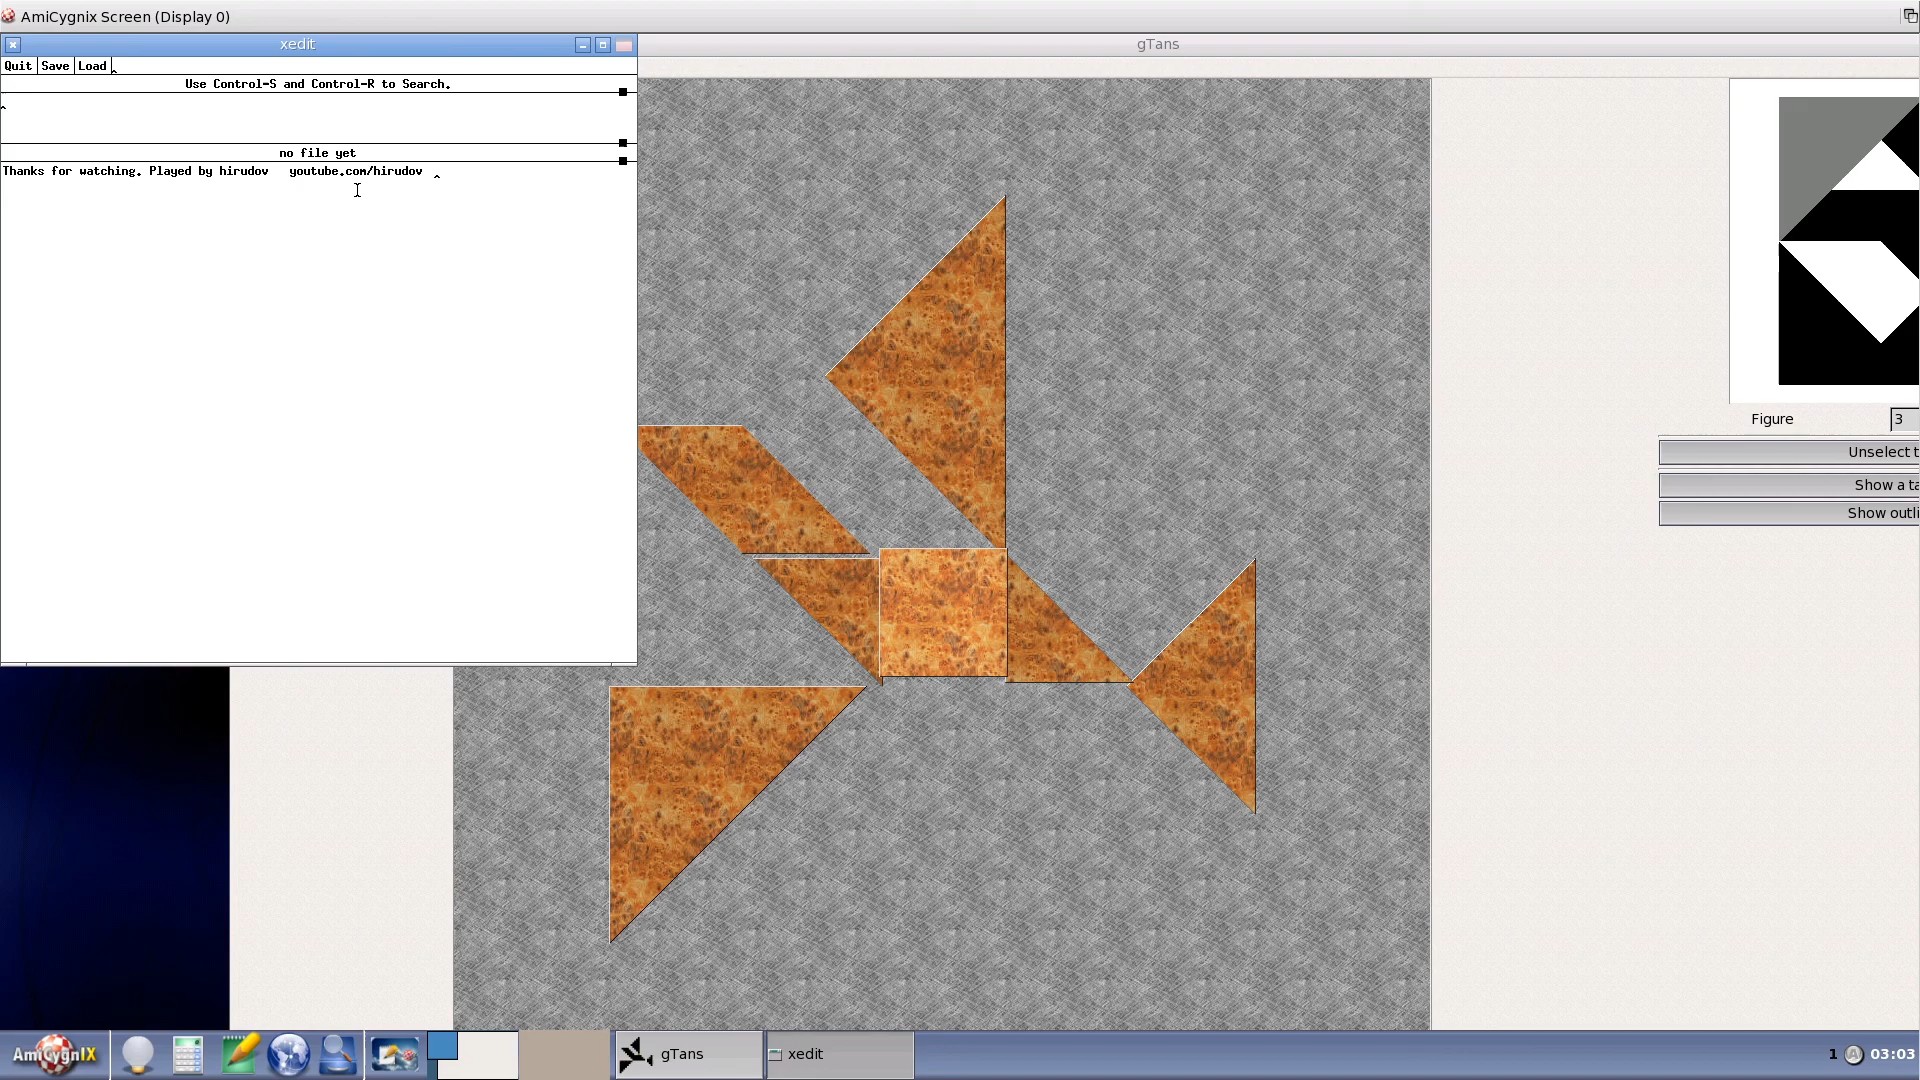 AmiCygnix Screen (Display 0)
xedit
gTans
Quit Save Load
Use Control-S and Control-R to Search.
no file yet
Thanks for watching. Played by hirudov youtube.com/hirudov
Figure 3
Unselect t
Show a ta
Show outli
AmiCygnIX
gTans
xedit
1 A 03:03